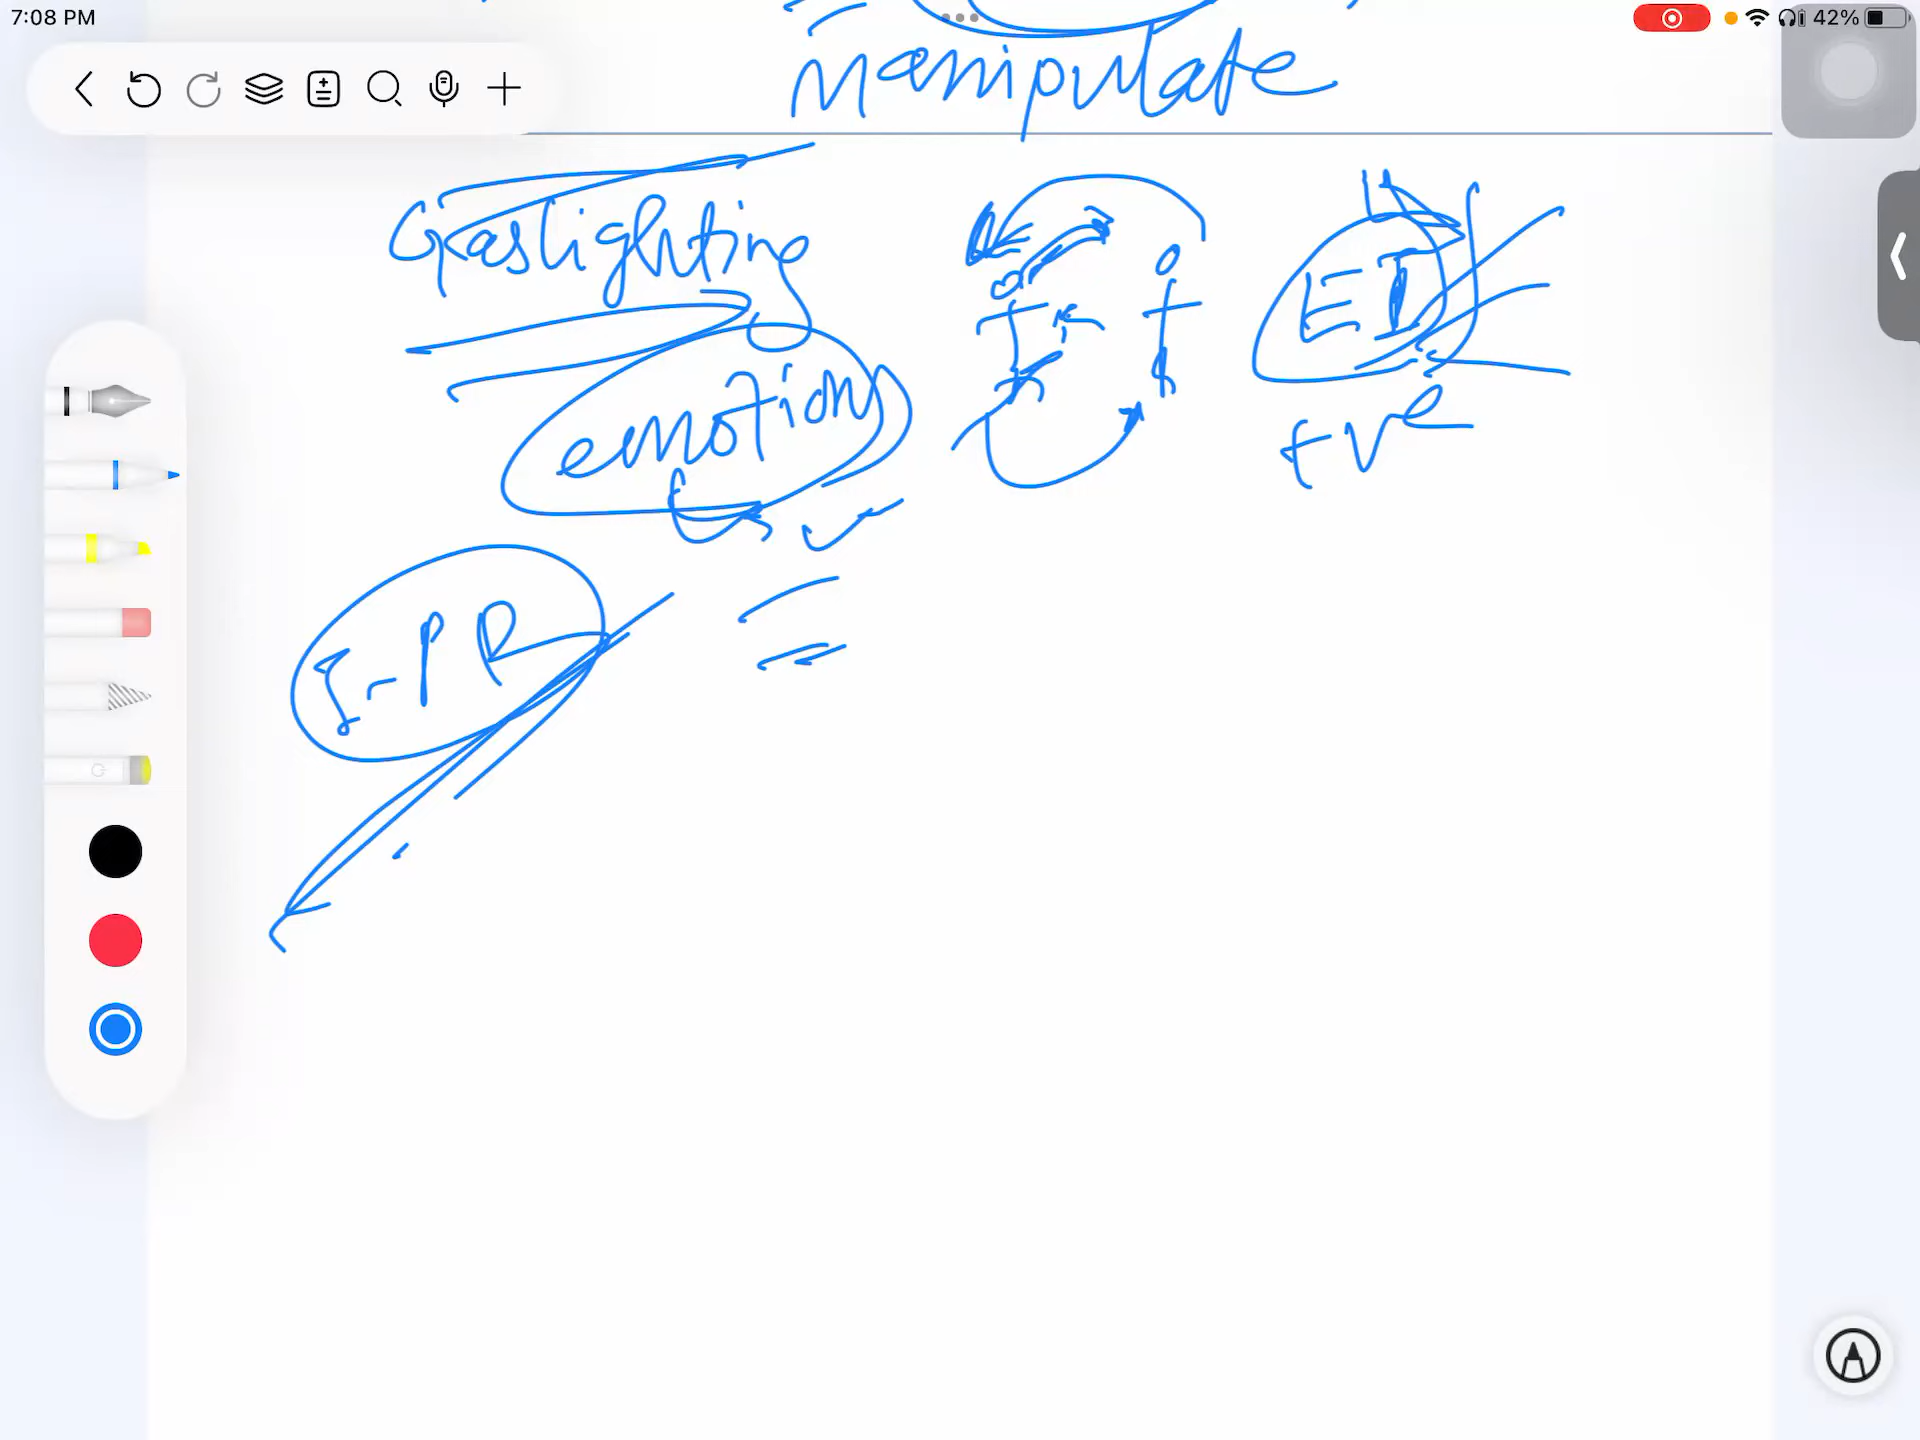 7:08 PM
42%
manipulate
Gaslighting
EI
emotion
+ve
I-PR